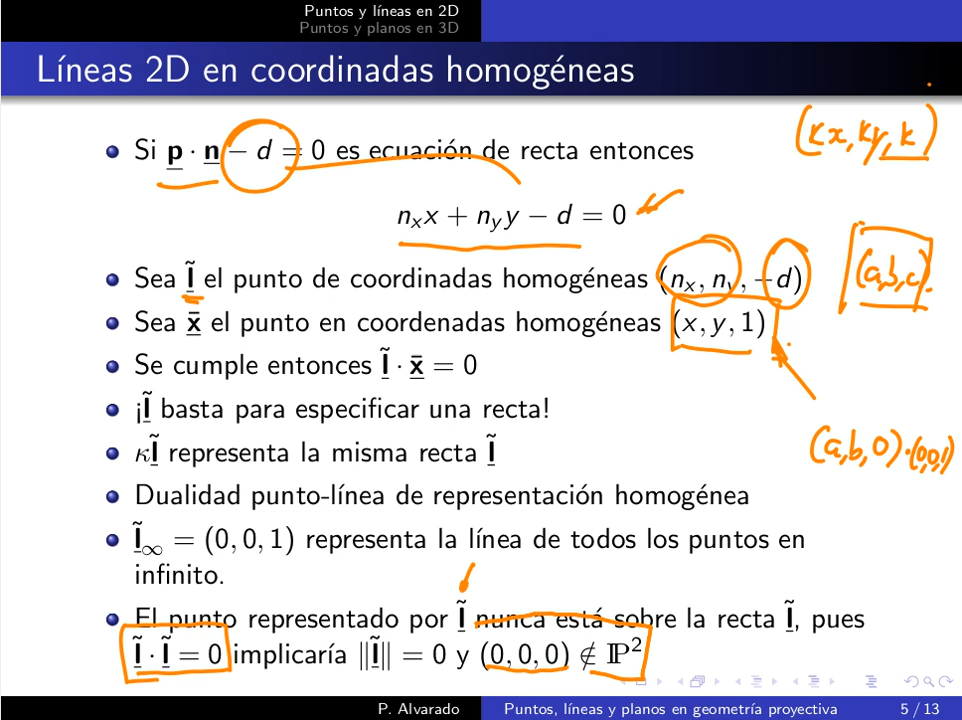 Puntos y líneas en 2D
Puntos y planos en 3D
Líneas 2D en coordinadas homogéneas
(kx, ky, k)
Si p · n − d = 0 es ecuación de recta entonces
n_x x + n_y y − d = 0
Sea l̃ el punto de coordinadas homogéneas (n_x, n_y, −d)
(a,b,c)
Sea x̄ el punto en coordenadas homogéneas (x, y, 1)
Se cumple entonces l̃ · x̄ = 0
¡l̃ basta para especificar una recta!
κl̃ representa la misma recta l̃
(a,b,0)·(0,0,1)
Dualidad punto-línea de representación homogénea
l̃_∞ = (0, 0, 1) representa la línea de todos los puntos en
infinito.
El punto representado por l̃ nunca está sobre la recta l̃, pues
l̃ · l̃ = 0 implicaría ‖l̃‖ = 0 y (0, 0, 0) ∉ ℙ²
P. Alvarado Puntos, líneas y planos en geometría proyectiva 5 / 13